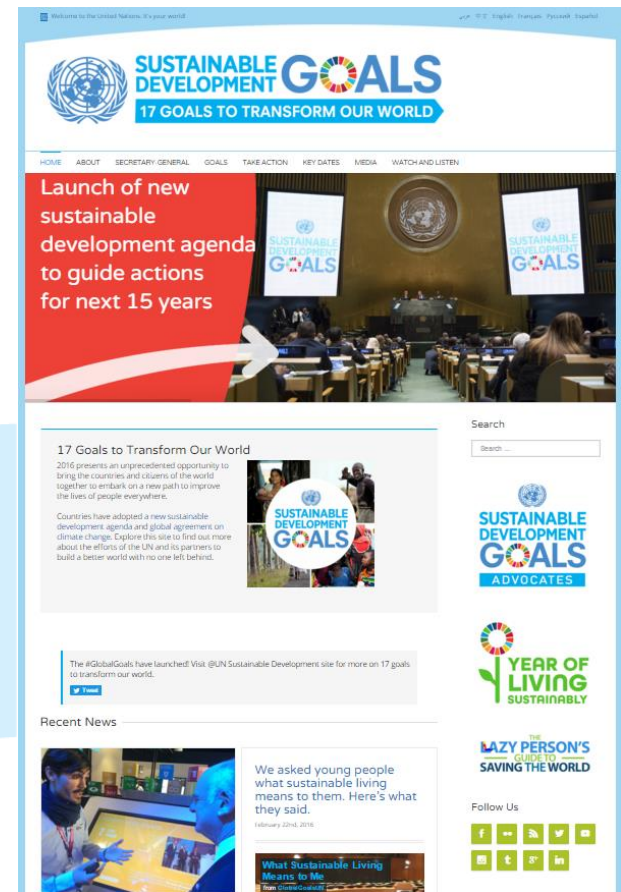 Welcome to the United Nations. It's your world!
عربي 中文 English Français Русский Español
SUSTAINABLE
DEVELOPMENT
GOALS
17 GOALS TO TRANSFORM OUR WORLD
HOME ABOUT SECRETARY-GENERAL GOALS TAKE ACTION KEY DATES MEDIA WATCH AND LISTEN
Launch of new
sustainable
development agenda
to guide actions
for next 15 years
SUSTAINABLE
DEVELOPMENT
GOALS
SUSTAINABLE
DEVELOPMENT
GOALS
17 Goals to Transform Our World
2016 presents an unprecedented opportunity to
bring the countries and citizens of the world
together to embark on a new path to improve
the lives of people everywhere.
Countries have adopted a new sustainable
development agenda and global agreement on
climate change. Explore this site to find out more
about the efforts of the UN and its partners to
build a better world with no one left behind.
SUSTAINABLE
DEVELOPMENT
GOALS
The #GlobalGoals have launched! Visit @UN Sustainable Development site for more on 17 goals
to transform our world.
Tweet
Recent News
We asked young people
what sustainable living
means to them. Here's what
they said.
February 22nd, 2016
What Sustainable Living
Means to Me
from GlobalGoalsUN
Search
Search ...
SUSTAINABLE
DEVELOPMENT
GOALS
ADVOCATES
YEAR OF
LIVING
SUSTAINABLY
THE
LAZY PERSON'S
GUIDE TO
SAVING THE WORLD
Follow Us